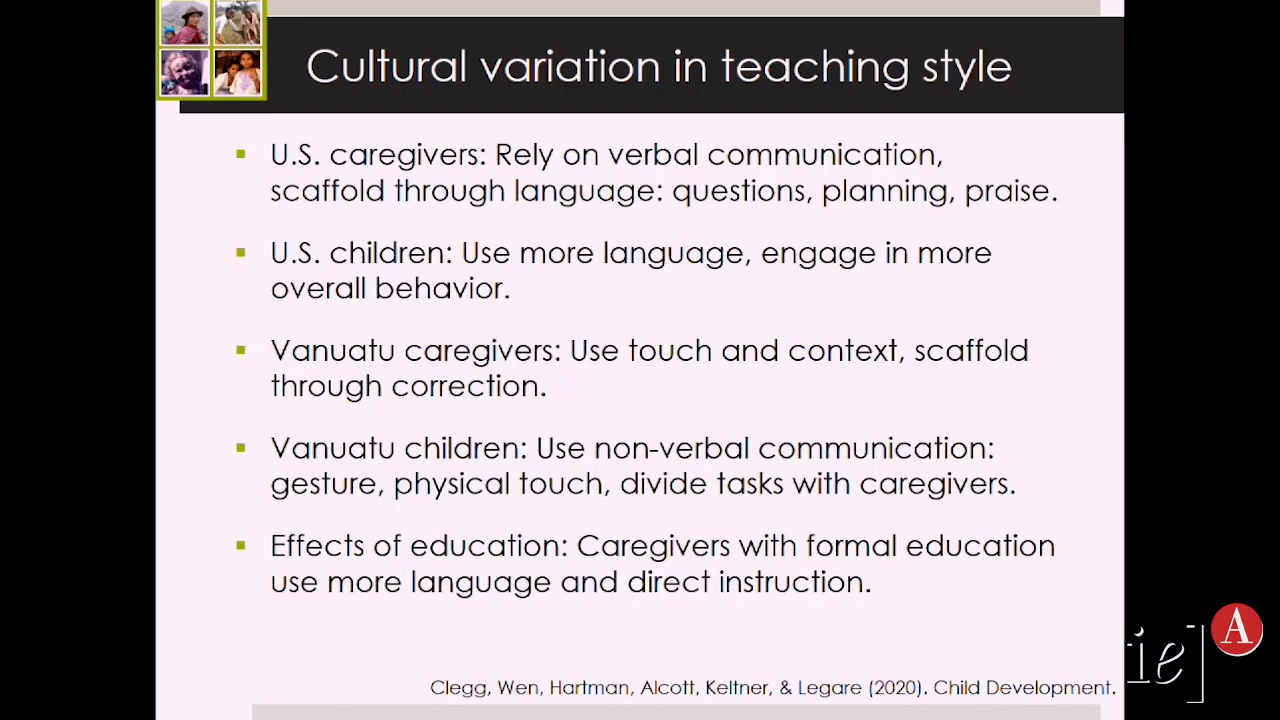 Cultural variation in teaching style
U.S. caregivers: Rely on verbal communication,
scaffold through language: questions, planning, praise.
U.S. children: Use more language, engage in more
overall behavior.
Vanuatu caregivers: Use touch and context, scaffold
through correction.
Vanuatu children: Use non-verbal communication:
gesture, physical touch, divide tasks with caregivers.
Effects of education: Caregivers with formal education
use more language and direct instruction.
Clegg, Wen, Hartman, Alcott, Keltner, & Legare (2020). Child Development.
ie]
A